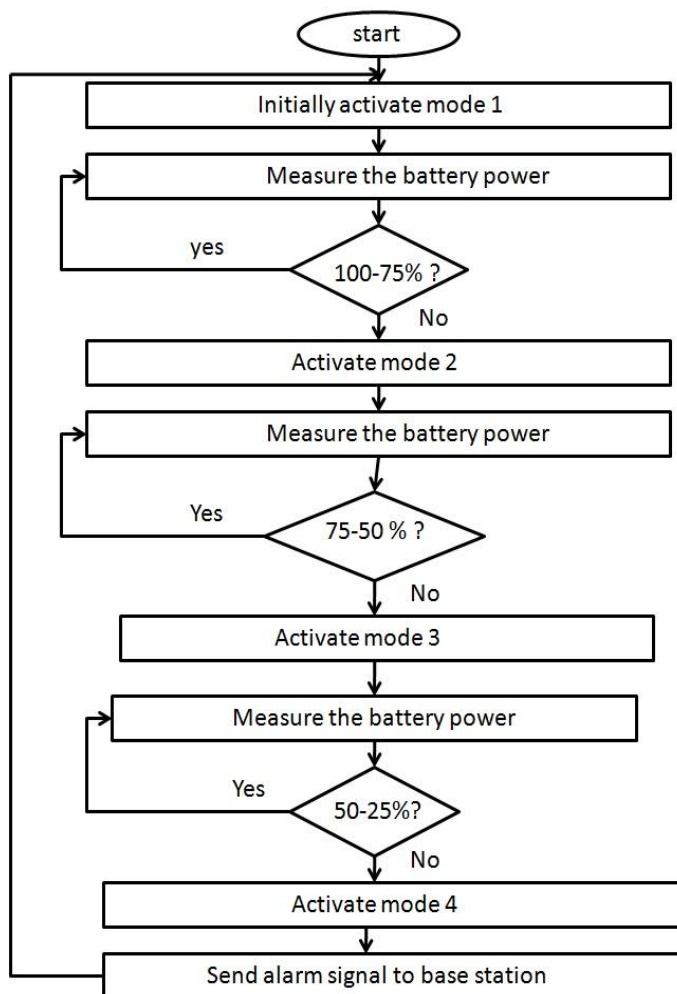 start
Initially activate mode 1
Measure the battery power
yes
100-75% ?
No
Activate mode 2
Measure the battery power
Yes
75-50 % ?
No
Activate mode 3
Measure the battery power
Yes
50-25%?
No
Activate mode 4
Send alarm signal to base station